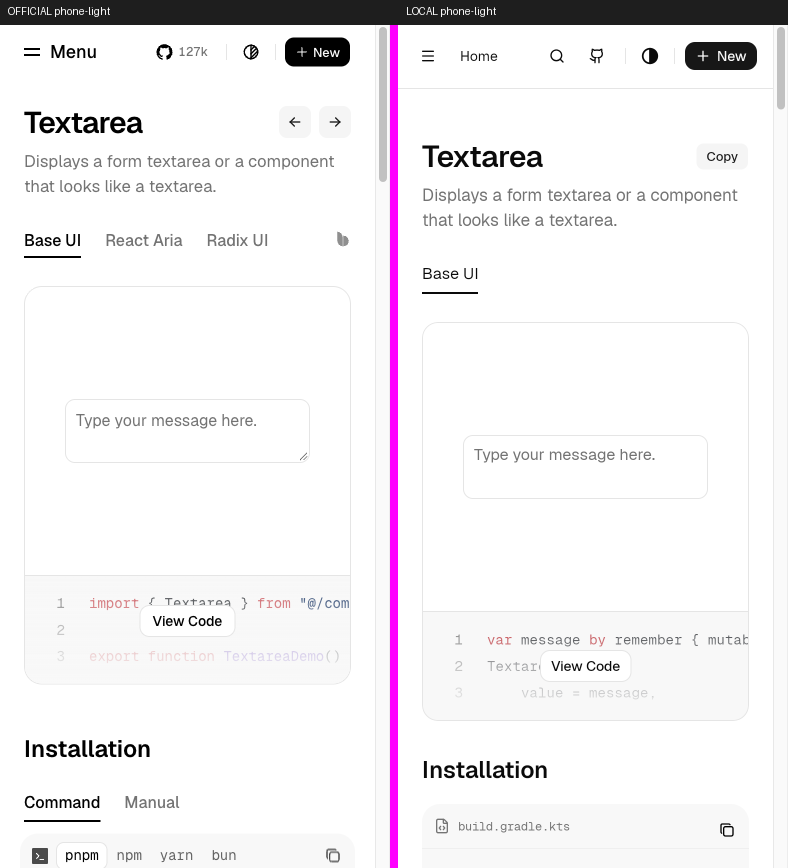 OFFICIAL phone-light
Menu
127k
New
Textarea
Displays a form textarea or a component
that looks like a textarea.
Base UI React Aria Radix UI
Type your message here.
1 import { Textarea } from "@/com
View Code
2
3 export function TextareaDemo()
Installation
Command Manual
pnpm npm yarn bun
LOCAL phone-light
Home
New
Textarea
Copy
Displays a form textarea or a component
that looks like a textarea.
Base UI
Type your message here.
1 var message by remember { mutab
2 Textar
View Code
3 value = message,
Installation
build.gradle.kts